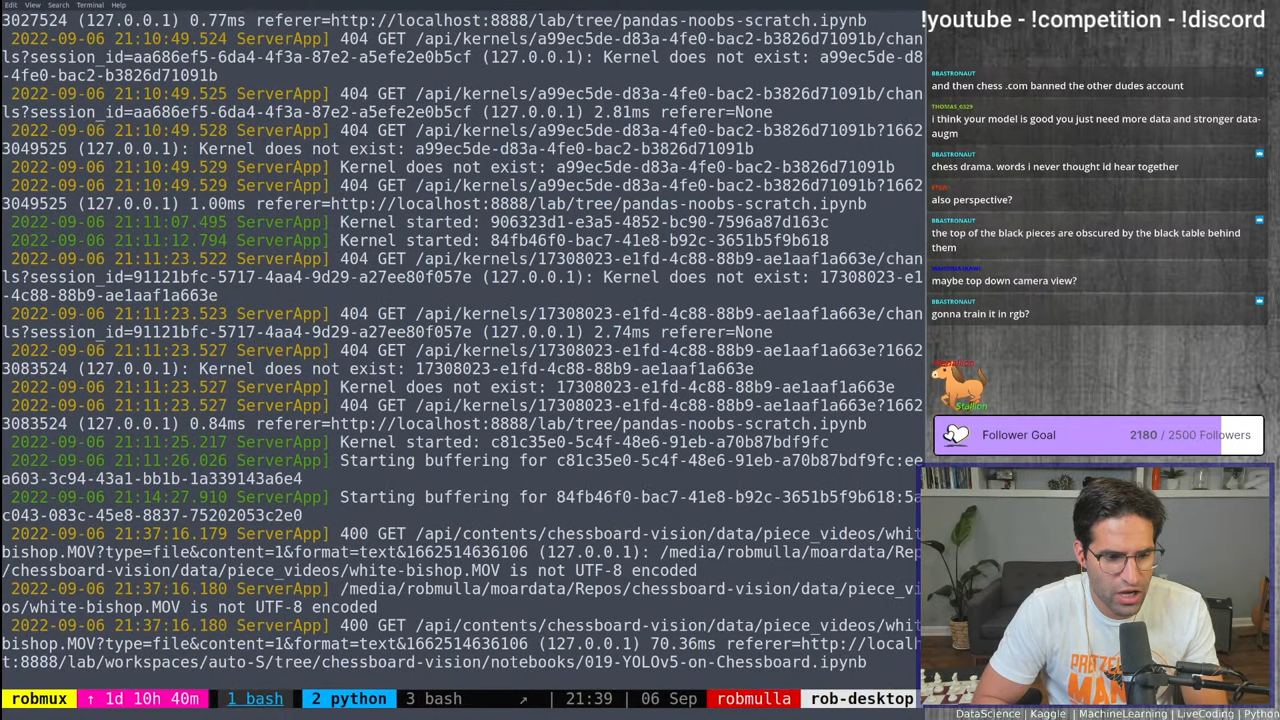 Edit View Search Terminal Help
3027524 (127.0.0.1) 0.77ms referer=http://localhost:8888/lab/tree/pandas-noobs-scratch.ipynb
2022-09-06 21:10:49.524 ServerApp] 404 GET /api/kernels/a99ec5de-d83a-4fe0-bac2-b3826d71091b/chan
ls?session_id=aa686ef5-6da4-4f3a-87e2-a5efe2e0b5cf (127.0.0.1): Kernel does not exist: a99ec5de-d8
-4fe0-bac2-b3826d71091b
2022-09-06 21:10:49.525 ServerApp] 404 GET /api/kernels/a99ec5de-d83a-4fe0-bac2-b3826d71091b/chan
ls?session_id=aa686ef5-6da4-4f3a-87e2-a5efe2e0b5cf (127.0.0.1) 2.81ms referer=None
2022-09-06 21:10:49.528 ServerApp] 404 GET /api/kernels/a99ec5de-d83a-4fe0-bac2-b3826d71091b?1662
3049525 (127.0.0.1): Kernel does not exist: a99ec5de-d83a-4fe0-bac2-b3826d71091b
2022-09-06 21:10:49.529 ServerApp] Kernel does not exist: a99ec5de-d83a-4fe0-bac2-b3826d71091b
2022-09-06 21:10:49.529 ServerApp] 404 GET /api/kernels/a99ec5de-d83a-4fe0-bac2-b3826d71091b?1662
3049525 (127.0.0.1) 1.00ms referer=http://localhost:8888/lab/tree/pandas-noobs-scratch.ipynb
2022-09-06 21:11:07.495 ServerApp] Kernel started: 906323d1-e3a5-4852-bc90-7596a87d163c
2022-09-06 21:11:12.794 ServerApp] Kernel started: 84fb46f0-bac7-41e8-b92c-3651b5f9b618
2022-09-06 21:11:23.522 ServerApp] 404 GET /api/kernels/17308023-e1fd-4c88-88b9-ae1aaf1a663e/chan
ls?session_id=91121bfc-5717-4aa4-9d29-a27ee80f057e (127.0.0.1): Kernel does not exist: 17308023-e1
-4c88-88b9-ae1aaf1a663e
2022-09-06 21:11:23.523 ServerApp] 404 GET /api/kernels/17308023-e1fd-4c88-88b9-ae1aaf1a663e/chan
ls?session_id=91121bfc-5717-4aa4-9d29-a27ee80f057e (127.0.0.1) 2.74ms referer=None
2022-09-06 21:11:23.527 ServerApp] 404 GET /api/kernels/17308023-e1fd-4c88-88b9-ae1aaf1a663e?1662
3083524 (127.0.0.1): Kernel does not exist: 17308023-e1fd-4c88-88b9-ae1aaf1a663e
2022-09-06 21:11:23.527 ServerApp] Kernel does not exist: 17308023-e1fd-4c88-88b9-ae1aaf1a663e
2022-09-06 21:11:23.527 ServerApp] 404 GET /api/kernels/17308023-e1fd-4c88-88b9-ae1aaf1a663e?1662
3083524 (127.0.0.1) 0.84ms referer=http://localhost:8888/lab/tree/pandas-noobs-scratch.ipynb
2022-09-06 21:11:25.217 ServerApp] Kernel started: c81c35e0-5c4f-48e6-91eb-a70b87bdf9fc
2022-09-06 21:11:26.026 ServerApp] Starting buffering for c81c35e0-5c4f-48e6-91eb-a70b87bdf9fc:ee
a603-3c94-43a1-bb1b-1a339143a6e4
2022-09-06 21:14:27.910 ServerApp] Starting buffering for 84fb46f0-bac7-41e8-b92c-3651b5f9b618:5a
c043-083c-45e8-8837-75202053c2e0
2022-09-06 21:37:16.179 ServerApp] 400 GET /api/contents/chessboard-vision/data/piece_videos/whit
bishop.MOV?type=file&content=1&format=text&1662514636106 (127.0.0.1): /media/robmulla/moardata/Rep
/chessboard-vision/data/piece_videos/white-bishop.MOV is not UTF-8 encoded
2022-09-06 21:37:16.180 ServerApp] /media/robmulla/moardata/Repos/chessboard-vision/data/piece_vi
os/white-bishop.MOV is not UTF-8 encoded
2022-09-06 21:37:16.180 ServerApp] 400 GET /api/contents/chessboard-vision/data/piece_videos/whit
bishop.MOV?type=file&content=1&format=text&1662514636106 (127.0.0.1) 70.36ms referer=http://localh
t:8888/lab/workspaces/auto-S/tree/chessboard-vision/notebooks/019-YOLOv5-on-Chessboard.ipynb
robmux ↑ 1d 10h 40m 1 bash 2 python 3 bash ↗ | 21:39 | 06 Sep robmulla rob-desktop
!youtube - !competition - !discord
BBASTRONAUT
and then chess .com banned the other dudes account
THOMAS_0329
i think your model is good you just need more data and stronger data-
augm
BBASTRONAUT
chess drama. words i never thought id hear together
also perspective?
BBASTRONAUT
the top of the black pieces are obscured by the black table behind
them
maybe top down camera view?
BBASTRONAUT
gonna train it in rgb?
Medallion
Stallion
Follower Goal 2180 / 2500 Followers
PRETZEL
MAN
DataScience | Kaggle | MachineLearning | LiveCoding | Python